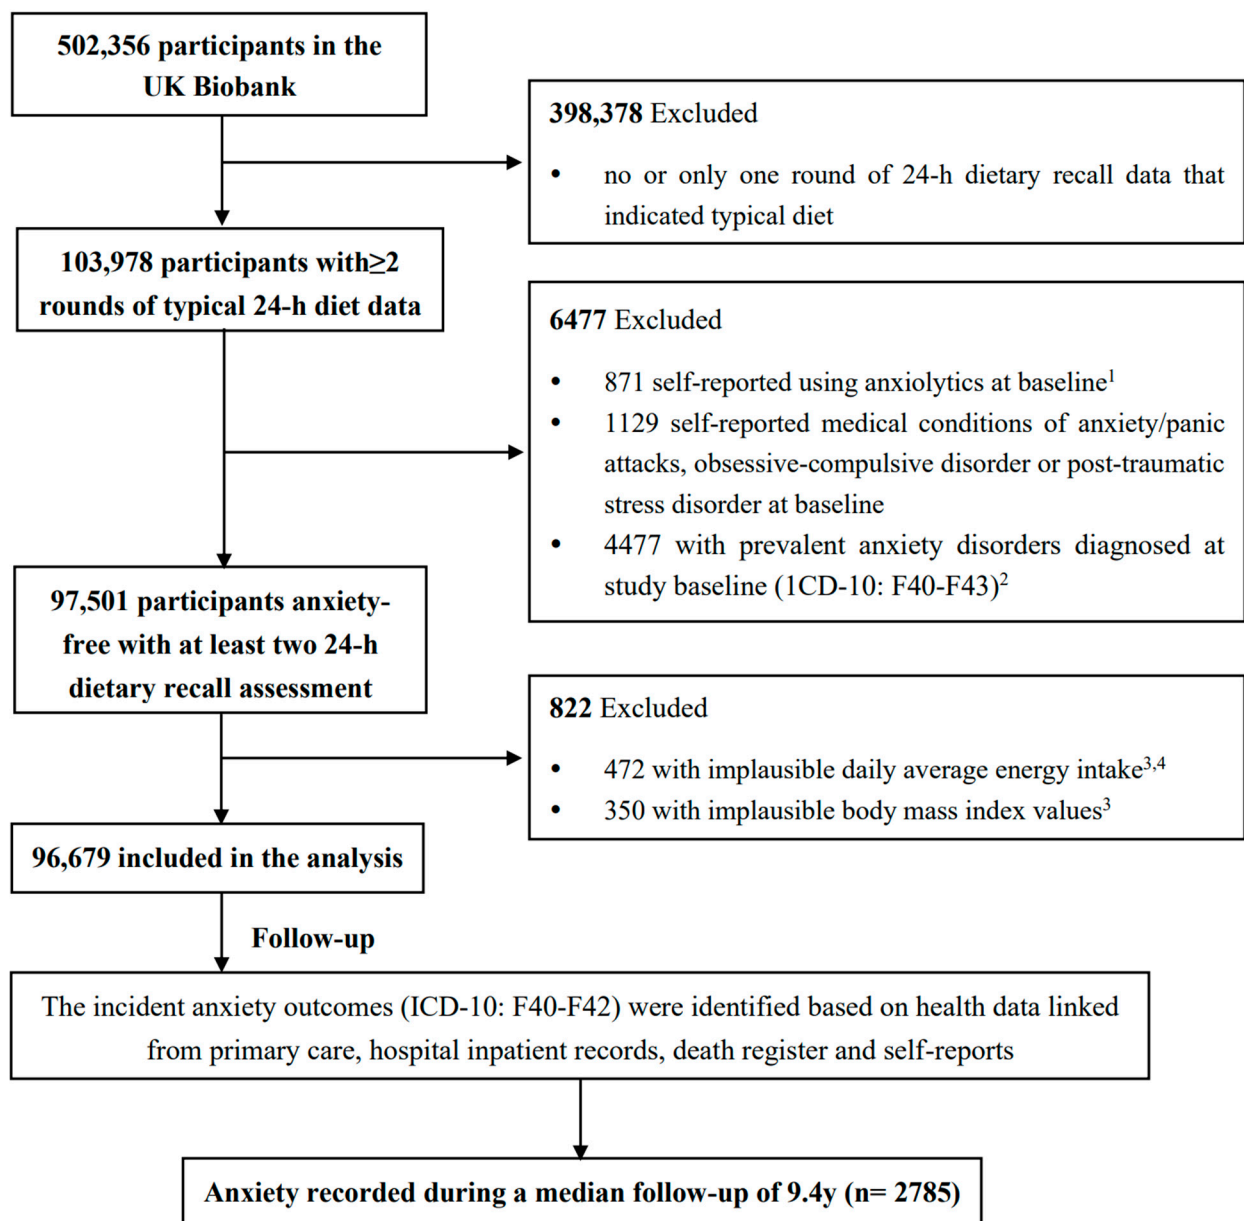 502,356 participants in the
UK Biobank
398,378 Excluded
• no or only one round of 24-h dietary recall data that
indicated typical diet
103,978 participants with≥2
rounds of typical 24-h diet data
6477 Excluded
• 871 self-reported using anxiolytics at baseline¹
• 1129 self-reported medical conditions of anxiety/panic
attacks, obsessive-compulsive disorder or post-traumatic
stress disorder at baseline
• 4477 with prevalent anxiety disorders diagnosed at
study baseline (1CD-10: F40-F43)²
97,501 participants anxiety-
free with at least two 24-h
dietary recall assessment
822 Excluded
• 472 with implausible daily average energy intake³,⁴
• 350 with implausible body mass index values³
96,679 included in the analysis
Follow-up
The incident anxiety outcomes (ICD-10: F40-F42) were identified based on health data linked
from primary care, hospital inpatient records, death register and self-reports
Anxiety recorded during a median follow-up of 9.4y (n= 2785)